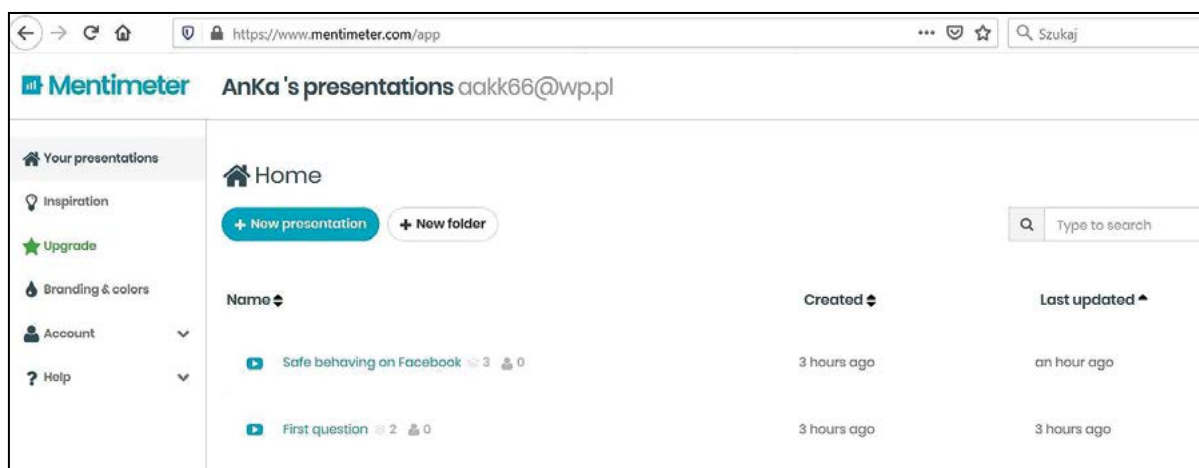 https://www.mentimeter.com/app
Szukaj
Mentimeter
AnKa 's presentations aakk66@wp.pl
Your presentations
Inspiration
Upgrade
Branding & colors
Account
? Help
Home
+ New presentation
+ New folder
Type to search
Name Created Last updated
Safe behaving on Facebook 3 0 3 hours ago an hour ago
First question 2 0 3 hours ago 3 hours ago